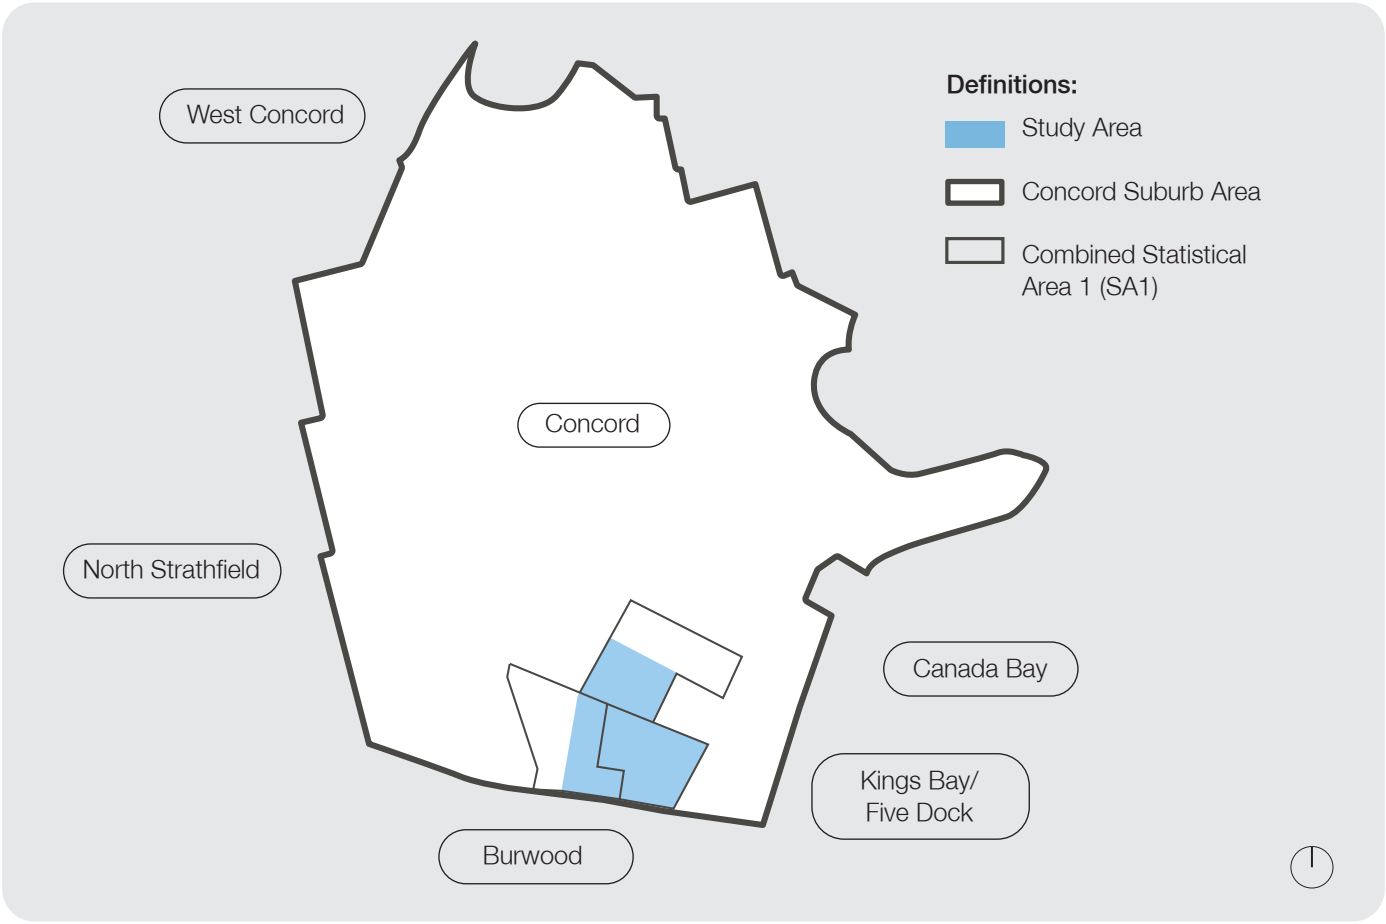 West Concord
Definitions:
Study Area
Concord Suburb Area
Combined Statistical
Area 1 (SA1)
Concord
North Strathfield
Canada Bay
Kings Bay/
Five Dock
Burwood